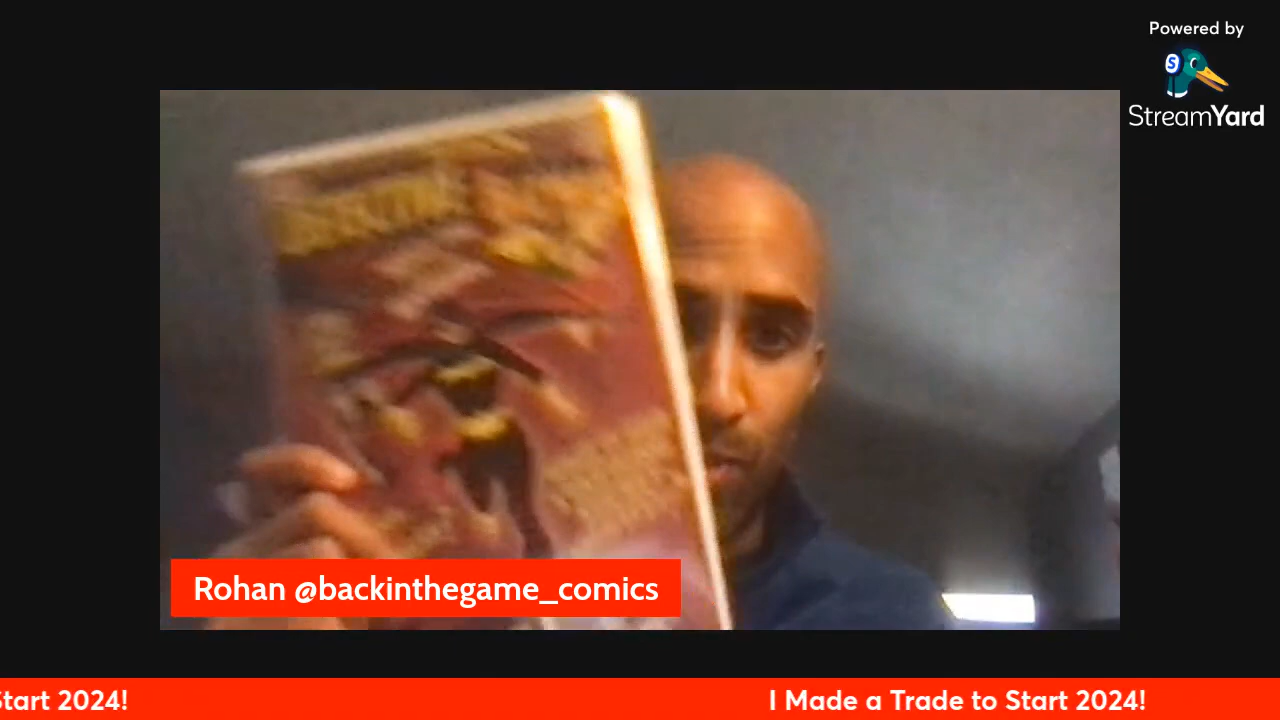 Powered by
S
StreamYard
Rohan @backinthegame_comics
Start 2024!
I Made a Trade to Start 2024!